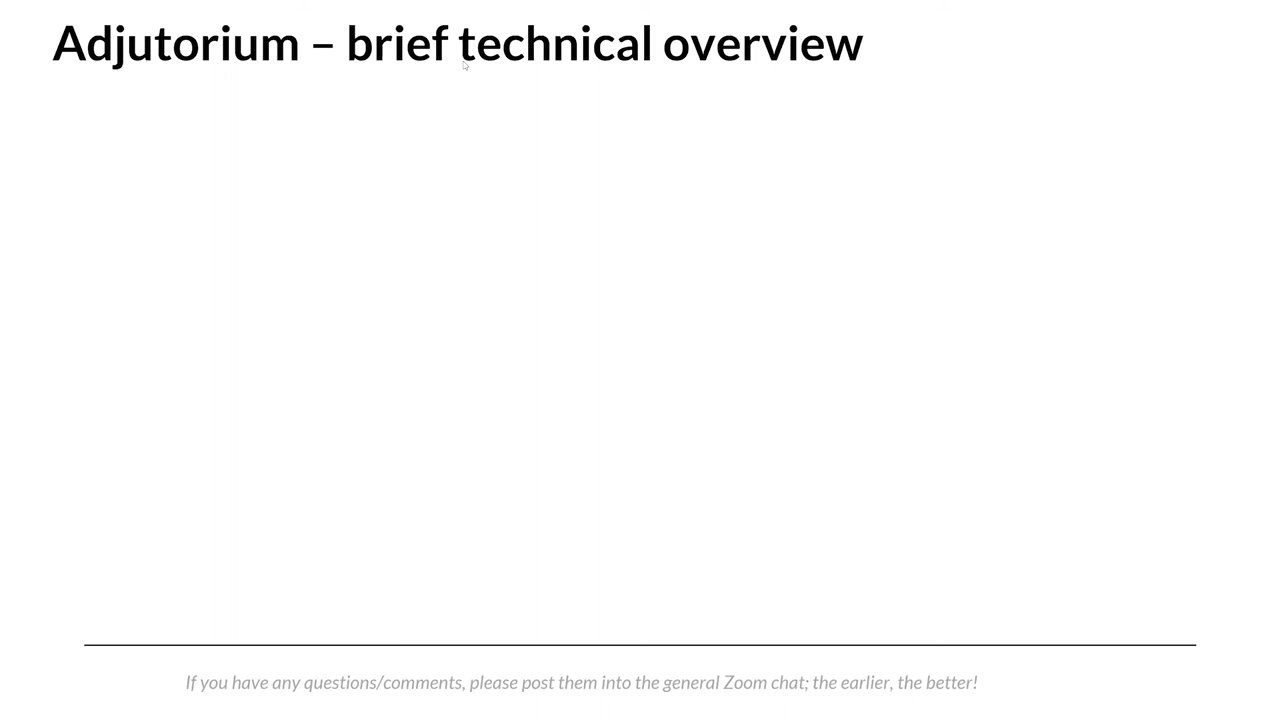 Adjutorium – brief technical overview
If you have any questions/comments, please post them into the general Zoom chat; the earlier, the better!